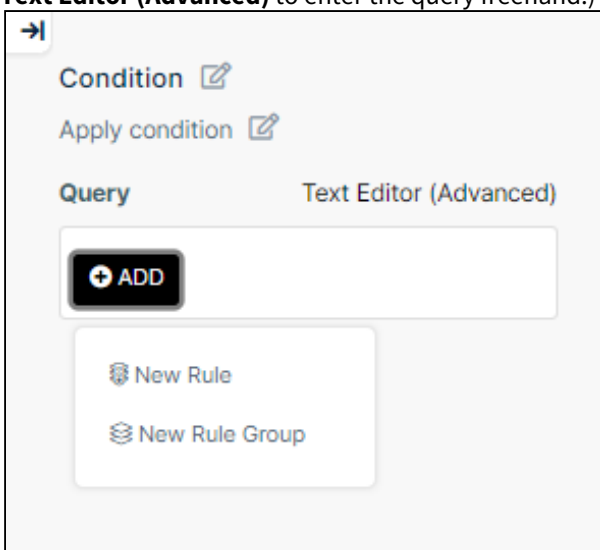 Text Editor (Advanced) to enter the query freehand.)
Condition
Apply condition
Query Text Editor (Advanced)
ADD
New Rule
New Rule Group